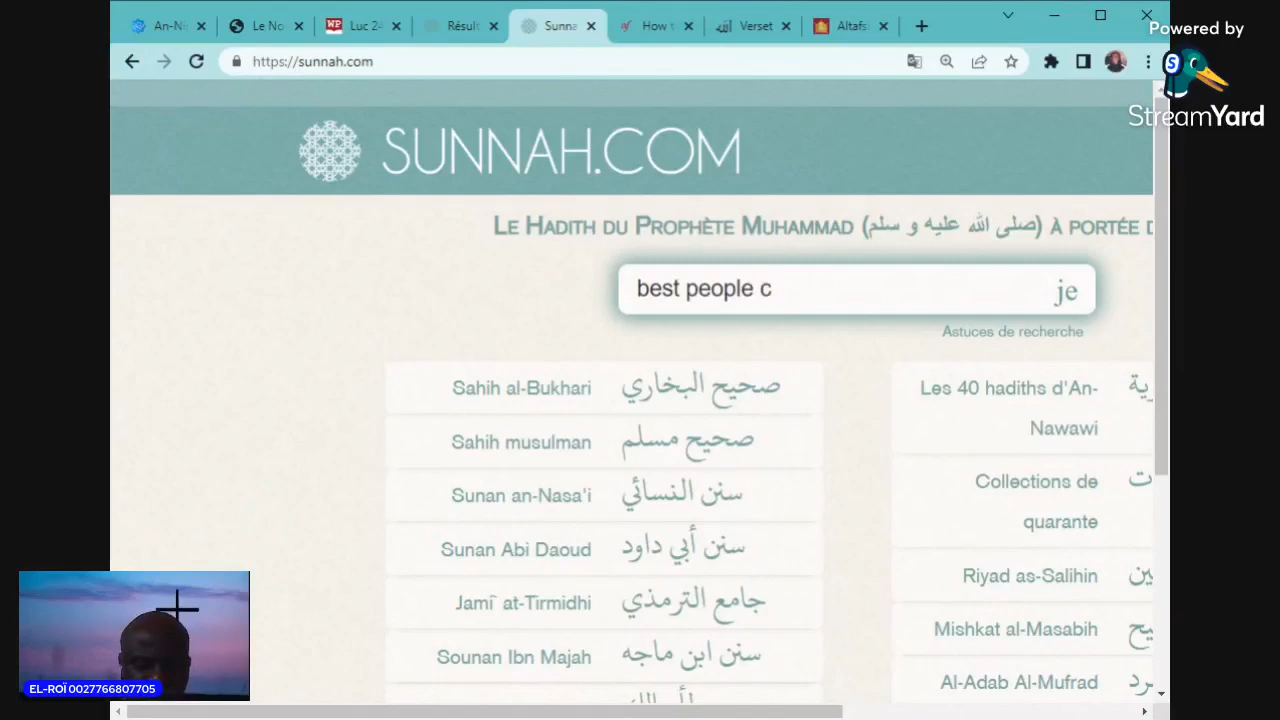 An-Ni
Le No
Luc 24
Résult
Sunna
How t
Verset
Altafsi
https://sunnah.com
Powered by
StreamYard
SUNNAH.COM
LE HADITH DU PROPHÈTE MUHAMMAD (صلى الله عليه و سلم) À PORTÉE D
best people c
je
Astuces de recherche
Sahih al-Bukhari صحيح البخاري
Sahih musulman صحيح مسلم
Sunan an-Nasa'i سنن النسائي
Sunan Abi Daoud سنن أبي داود
Jami` at-Tirmidhi جامع الترمذي
Sounan Ibn Majah سنن ابن ماجه
Les 40 hadiths d'An-
Nawawi
Collections de
quarante
Riyad as-Salihin
Mishkat al-Masabih
Al-Adab Al-Mufrad
EL-ROÏ 0027766807705